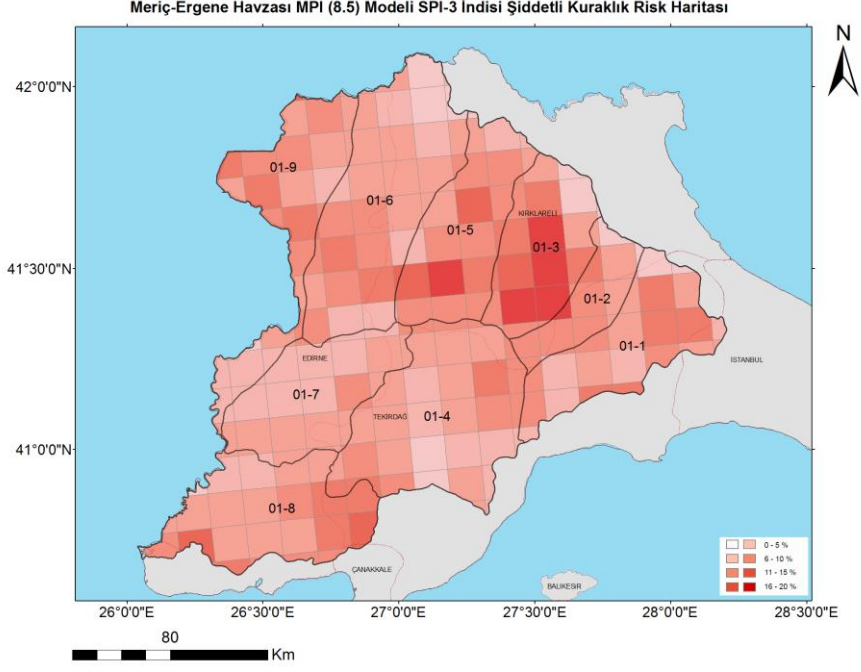 Meriç-Ergene Havzası MPI (8.5) Modeli SPI-3 İndisi Şiddetli Kuraklık Risk Haritası
N
42°0'0"N
41°30'0"N
41°0'0"N
01-9
01-6
01-5
KIRKLARELİ
01-3
01-2
01-1
İSTANBUL
EDİRNE
01-7
TEKİRDAĞ
01-4
01-8
ÇANAKKALE
BALIKESİR
0 - 5 %
6 - 10 %
11 - 15 %
16 - 20 %
26°0'0"E
26°30'0"E
27°0'0"E
27°30'0"E
28°0'0"E
28°30'0"E
80
Km